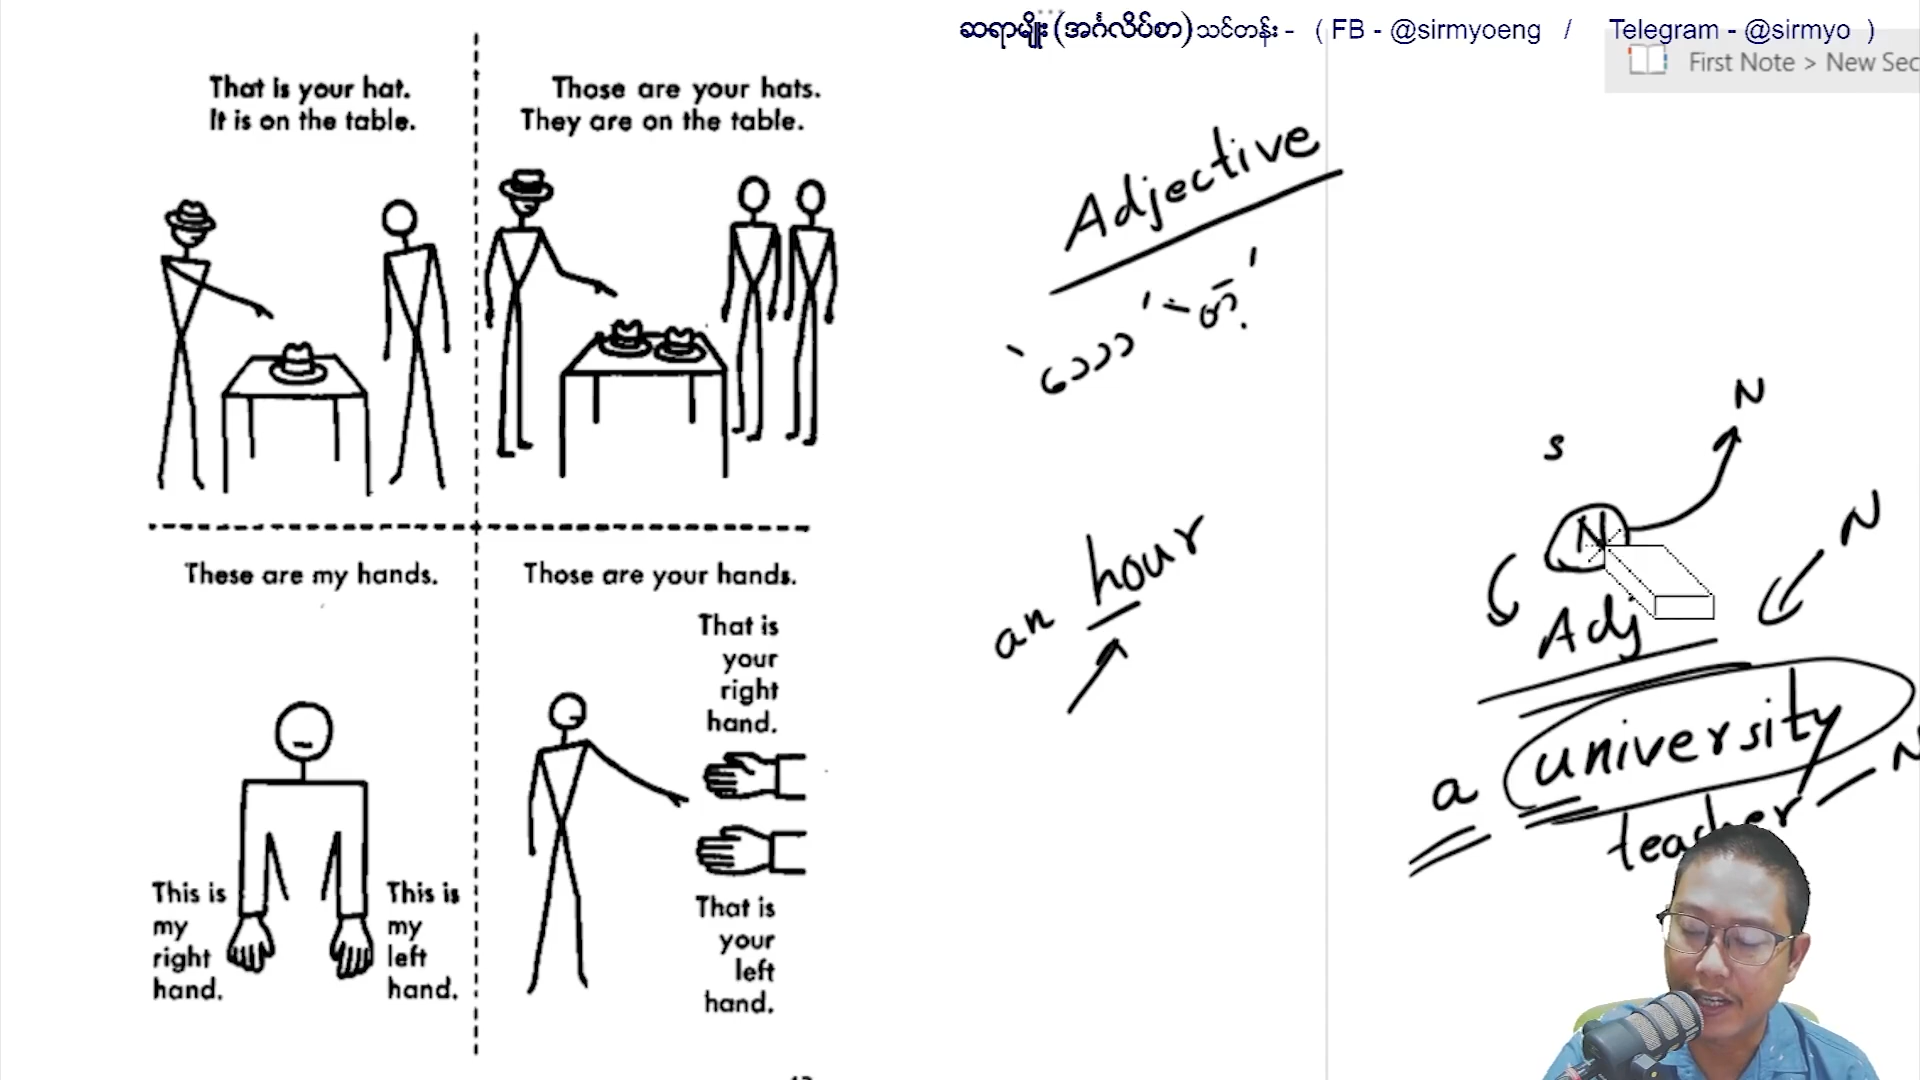 ဆရာမျိုး (အင်္ဂလိပ်စာ) သင်တန်း - ( FB - @sirmyoeng / Telegram - @sirmyo )
First Note > New Sec
That is your hat.
It is on the table.
Those are your hats.
They are on the table.
These are my hands.
This is
my
right
hand.
This is
my
left
hand.
Those are your hands.
That is
your
right
hand.
That is
your
left
hand.
Adjective
an hour
S
N
N
N
Adj
a university
teacher
N